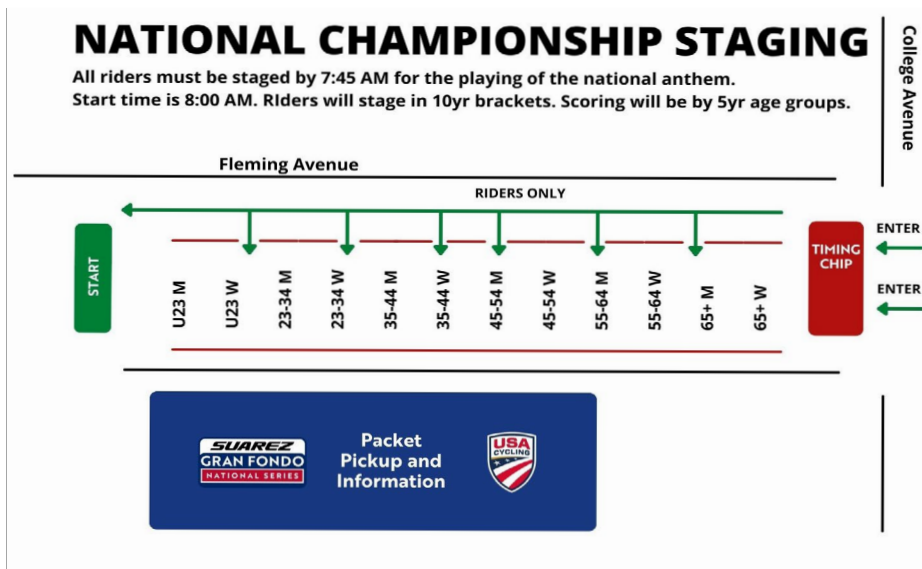 NATIONAL CHAMPIONSHIP STAGING
All riders must be staged by 7:45 AM for the playing of the national anthem.
Start time is 8:00 AM. RIders will stage in 10yr brackets. Scoring will be by 5yr age groups.
College Avenue
Fleming Avenue
RIDERS ONLY
START
U23 M
U23 W
23-34 M
23-34 W
35-44 M
35-44 W
45-54 M
45-54 W
55-64 M
55-64 W
65+ M
65+ W
TIMING
CHIP
ENTER
ENTER
SUAREZ
GRAN FONDO
NATIONAL SERIES
Packet
Pickup and
Information
USA
CYCLING